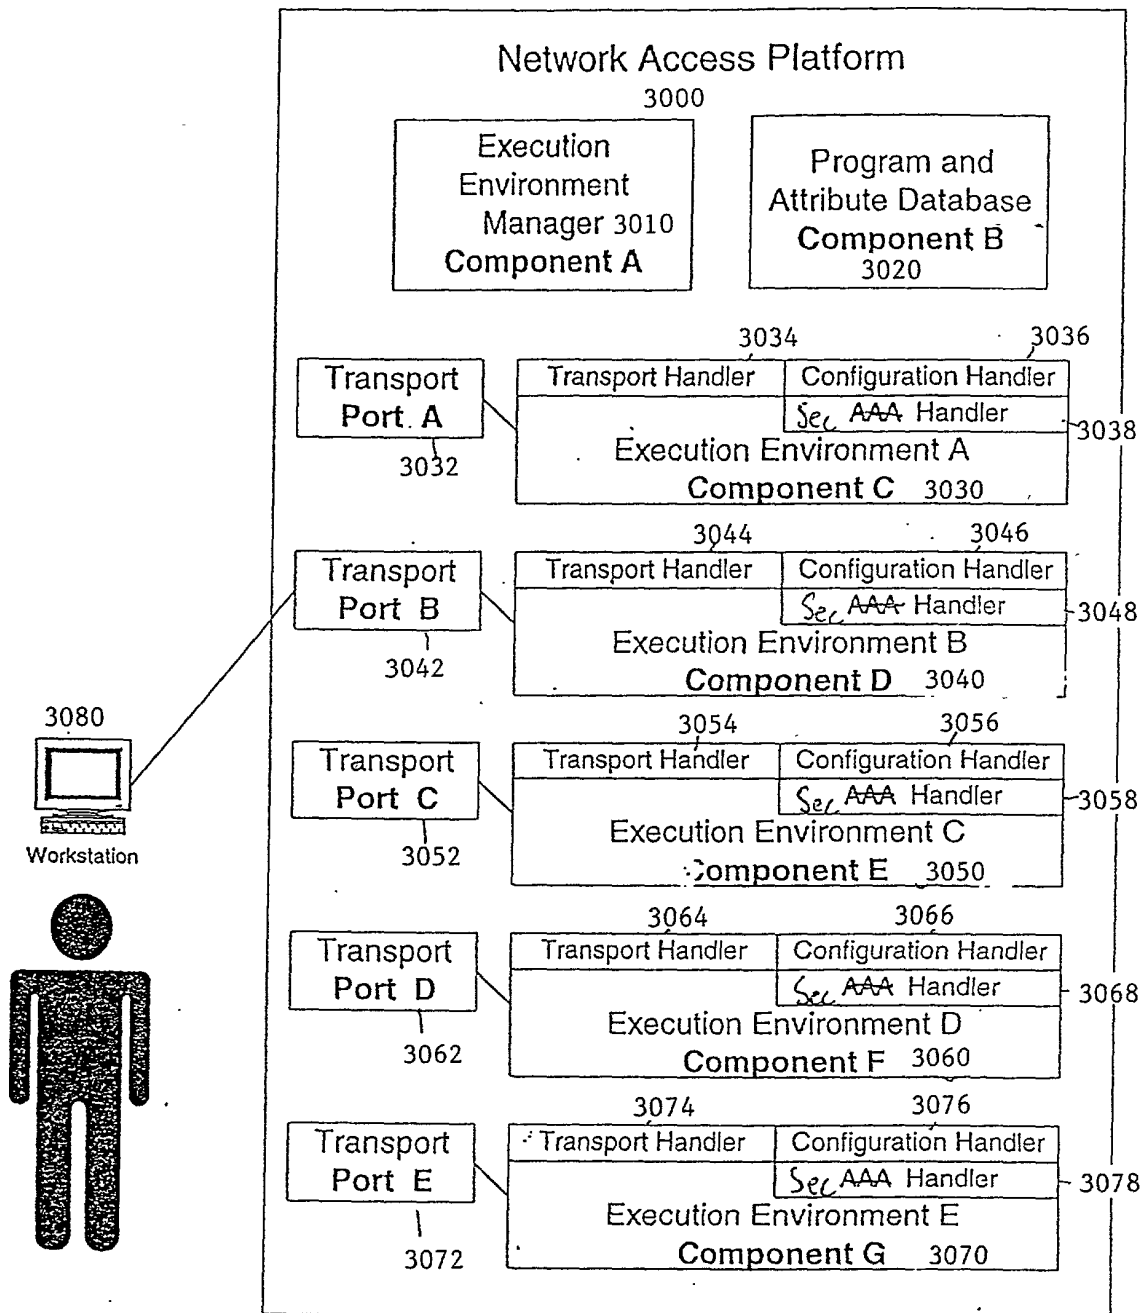 Network Access Platform
3000
Execution
Environment
Manager 3010
Component A
Program and
Attribute Database
Component B
3020
3034
3036
Transport
Port A
3032
Transport Handler
Configuration Handler
Sec AAA Handler
3038
Execution Environment A
Component C 3030
3044
3046
Transport
Port B
3042
Transport Handler
Configuration Handler
Sec AAA Handler
3048
Execution Environment B
Component D 3040
3080
Workstation
3054
3056
Transport
Port C
3052
Transport Handler
Configuration Handler
Sec AAA Handler
3058
Execution Environment C
Component E 3050
3064
3066
Transport
Port D
3062
Transport Handler
Configuration Handler
Sec AAA Handler
3068
Execution Environment D
Component F 3060
3074
3076
Transport
Port E
3072
Transport Handler
Configuration Handler
Sec AAA Handler
3078
Execution Environment E
Component G 3070